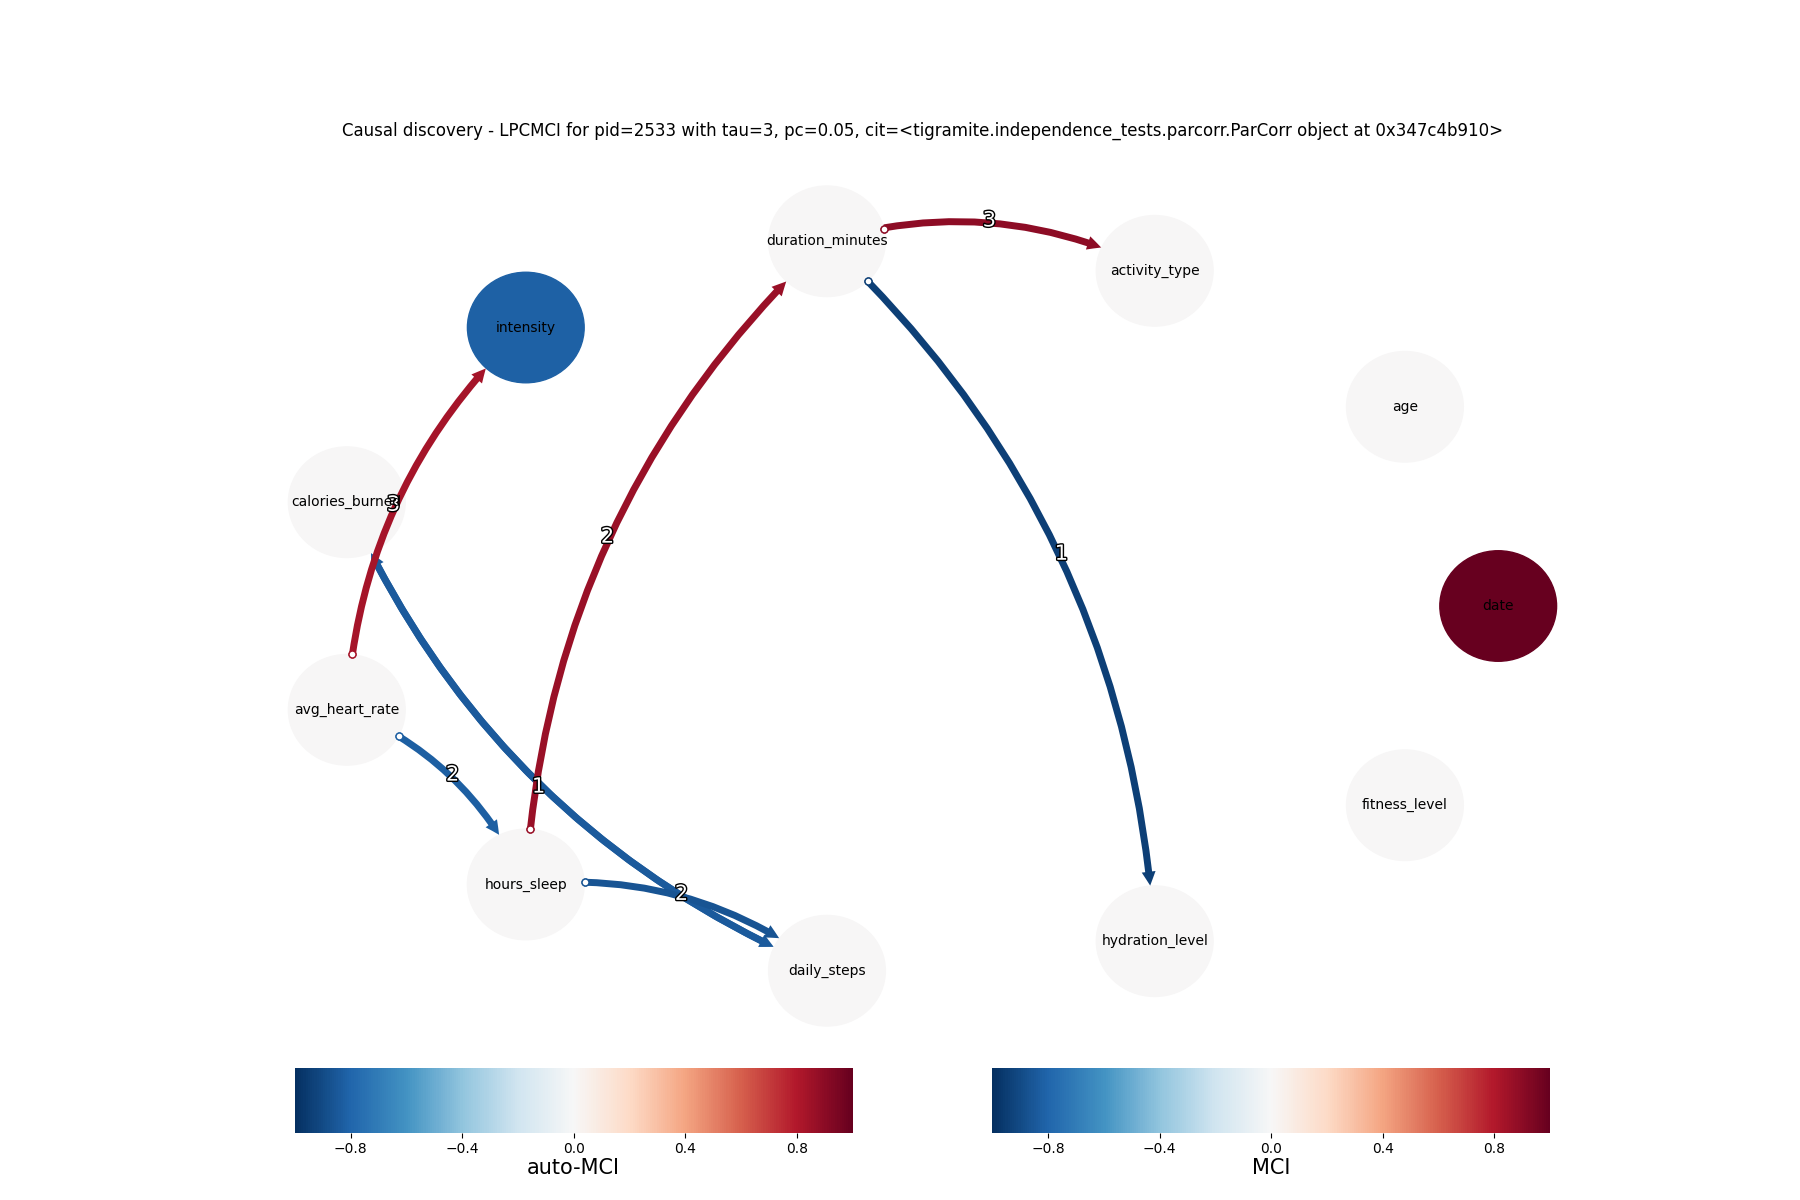 Causal discovery - LPCMCI for pid=2533 with tau=3, pc=0.05, cit=<tigramite.independence_tests.parcorr.ParCorr object at 0x347c4b910>
3
duration_minutes
activity_type
intensity
age
calories_burned
3
2
1
date
avg_heart_rate
2
1
fitness_level
hours_sleep
2
hydration_level
daily_steps
−0.8 −0.4 0.0 0.4 0.8
auto-MCI
−0.8 −0.4 0.0 0.4 0.8
MCI